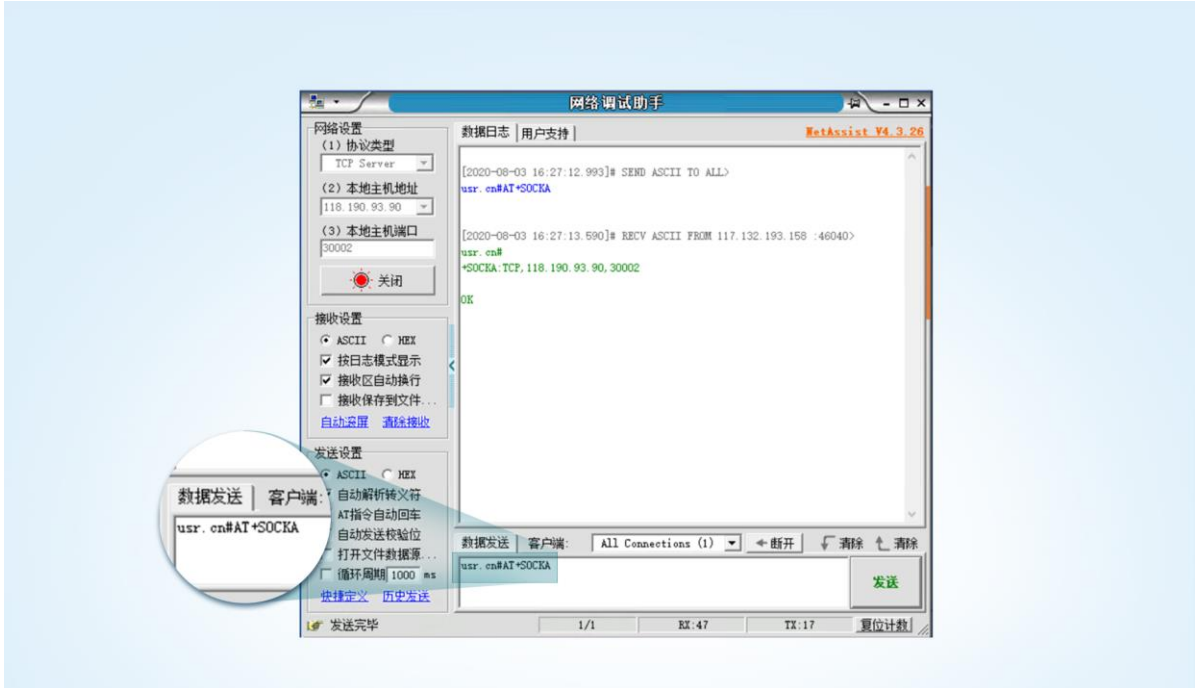 网络调试助手
网络设置
(1) 协议类型
TCP Server
(2) 本地主机地址
118.190.93.90
(3) 本地主机端口
30002
关闭
接收设置
ASCII HEX
按日志模式显示
接收区自动换行
接收保存到文件...
自动滚屏 清除接收
发送设置
ASCII HEX
自动解析转义符
AT指令自动回车
自动发送校验位
打开文件数据源...
循环周期 1000 ms
快捷定义 历史发送
数据日志 用户支持 NetAssist V4.3.26
[2020-08-03 16:27:12.993]# SEND ASCII TO ALL>
usr.cn#AT+SOCKA
[2020-08-03 16:27:13.590]# RECV ASCII FROM 117.132.193.158 :46040>
usr.cn#
+SOCKA:TCP,118.190.93.90,30002
OK
数据发送 客户端: All Connections (1) 断开 清除 清除
usr.cn#AT+SOCKA
发送
数据发送 客户端:
usr.cn#AT+SOCKA
发送完毕 1/1 RX:47 TX:17 复位计数